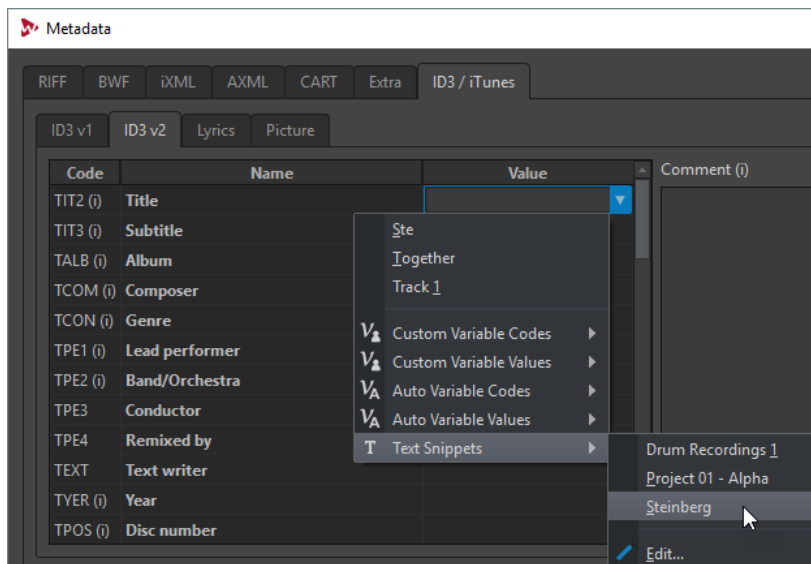 Metadata
RIFF BWF iXML AXML CART Extra ID3 / iTunes
ID3 v1 ID3 v2 Lyrics Picture
Code Name Value Comment (i)
TIT2 (i) Title
TIT3 (i) Subtitle
TALB (i) Album
TCOM (i) Composer
TCON (i) Genre
TPE1 (i) Lead performer
TPE2 (i) Band/Orchestra
TPE3 Conductor
TPE4 Remixed by
TEXT Text writer
TYER (i) Year
TPOS (i) Disc number
Ste
Together
Track 1
Custom Variable Codes
Custom Variable Values
Auto Variable Codes
Auto Variable Values
T Text Snippets
Drum Recordings 1
Project 01 - Alpha
Steinberg
Edit...